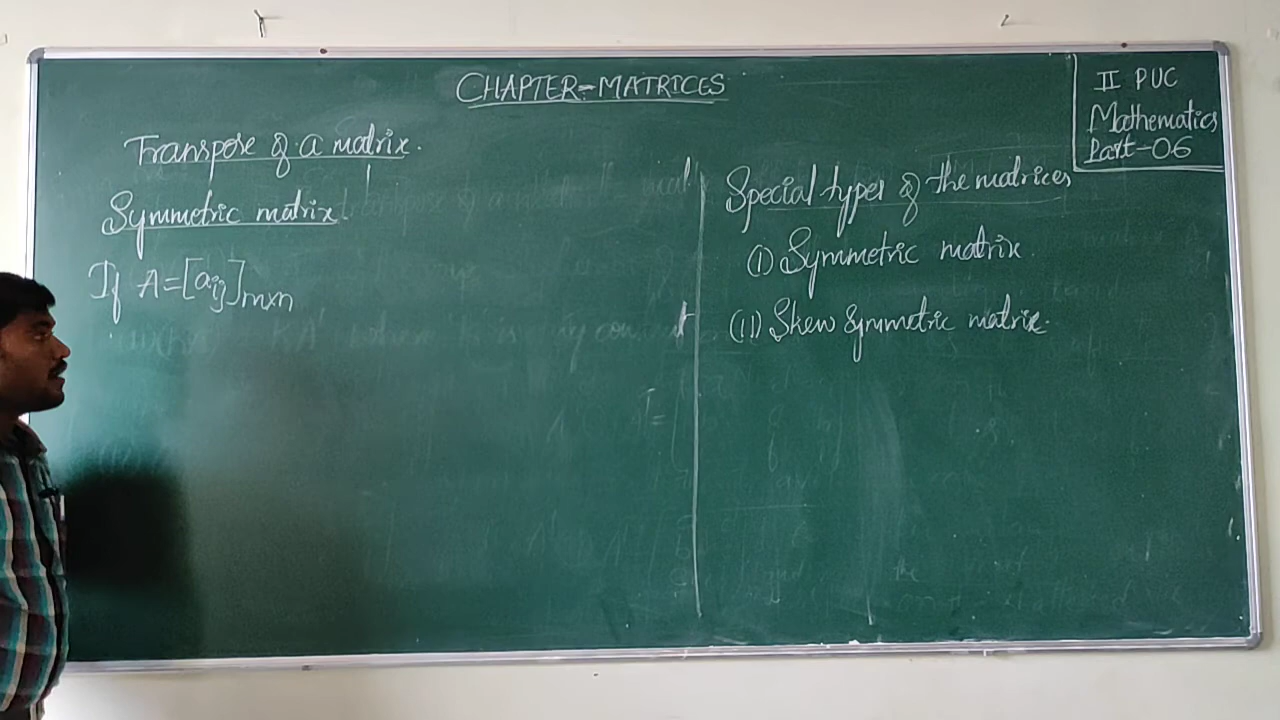 CHAPTER-MATRICES
II PUC
Mathematics
Part-06
Transpose of a matrix.
Symmetric matrix.
If A=[aij]m×n
Special types of the matrices
(I) Symmetric matrix.
(II) Skew symmetric matrix.